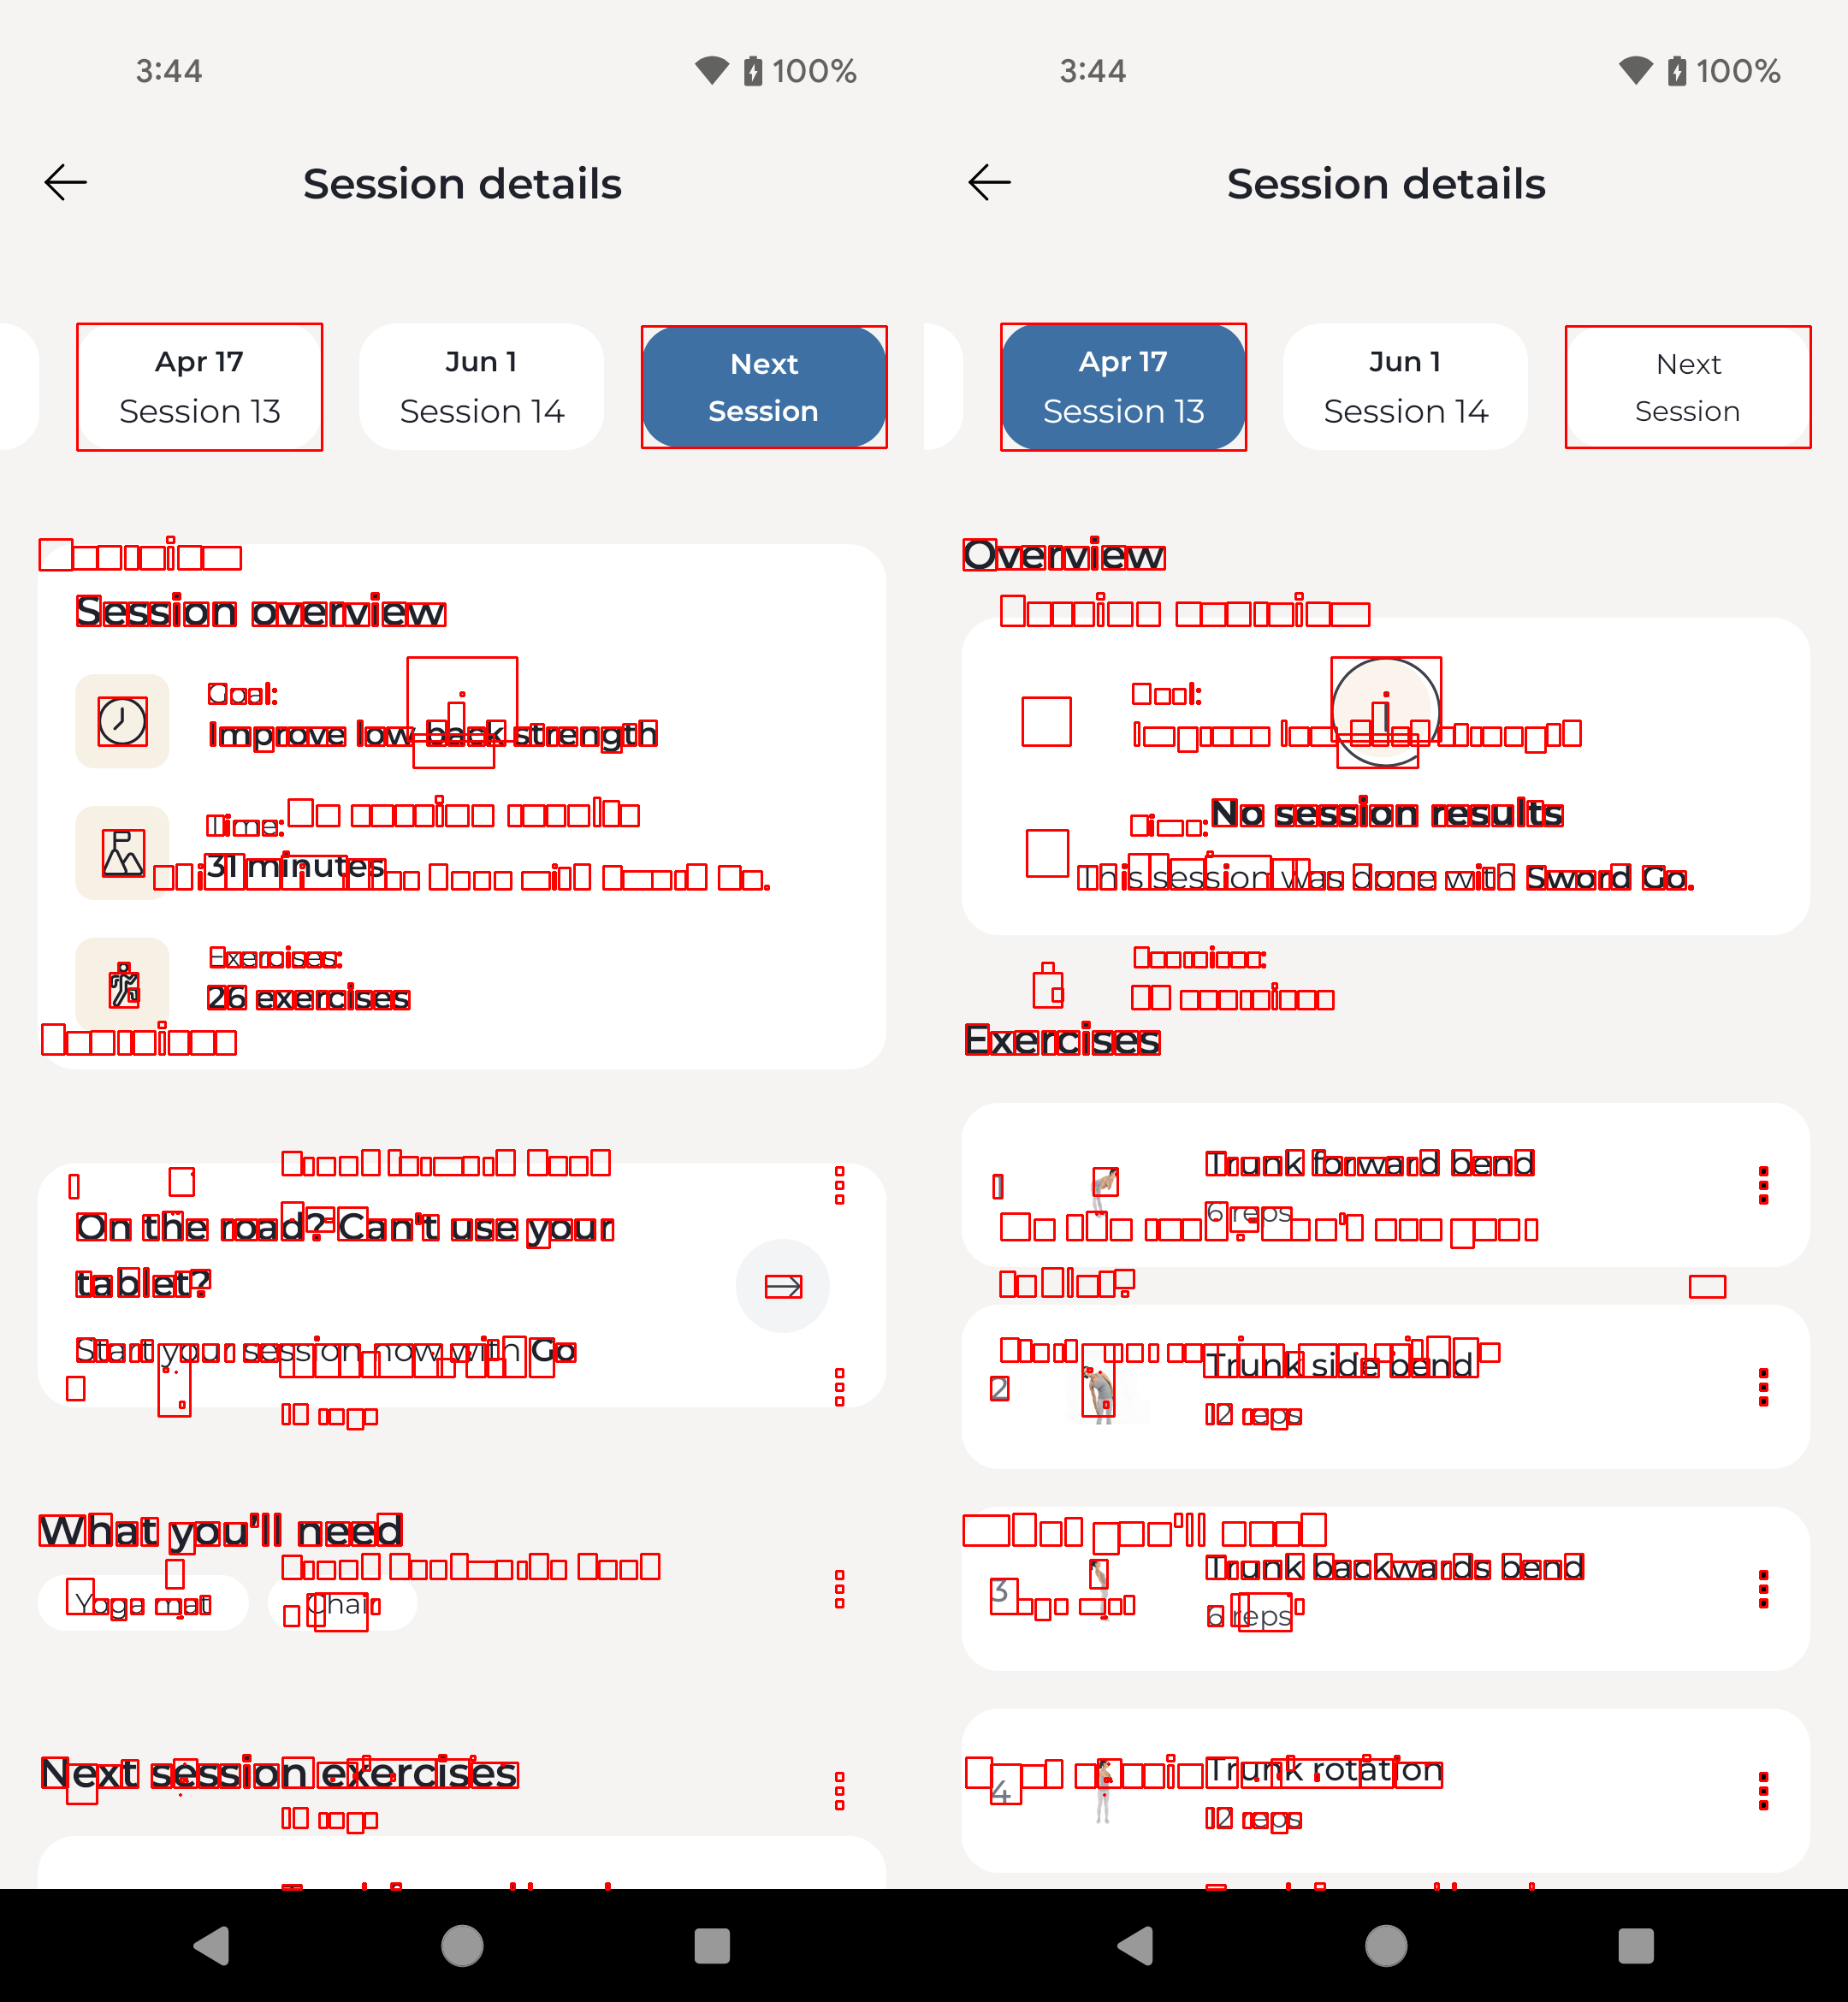 3:44
100%
Session details
Apr 17
Session 13
Jun 1
Session 14
Next
Session
Session overview
Goal:
Improve low back strength
Time:
31 minutes
Exercises:
26 exercises
On the road? Can't use your
tablet?
Start your session now with Go
What you'll need
Yoga mat
Chair
Next session exercises
3:44
100%
Session details
Apr 17
Session 13
Jun 1
Session 14
Next
Session
Overview
No session results
This session was done with Sword Go.
Exercises
1
Trunk forward bend
6 reps
2
Trunk side bend
12 reps
3
Trunk backwards bend
6 reps
4
Trunk rotation
12 reps